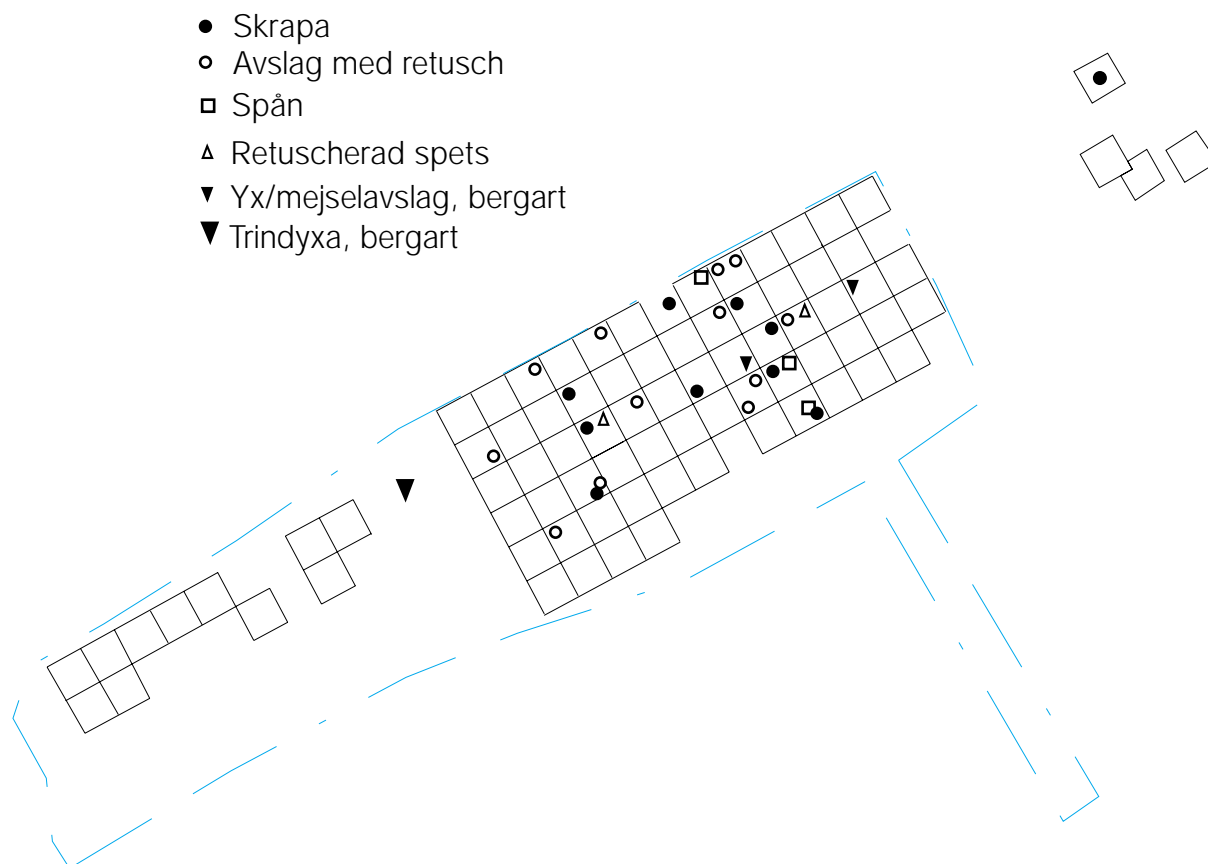 Skrapa
Avslag med retusch
Spån
Retuscherad spets
Yx/mejselavslag, bergart
Trindyxa, bergart